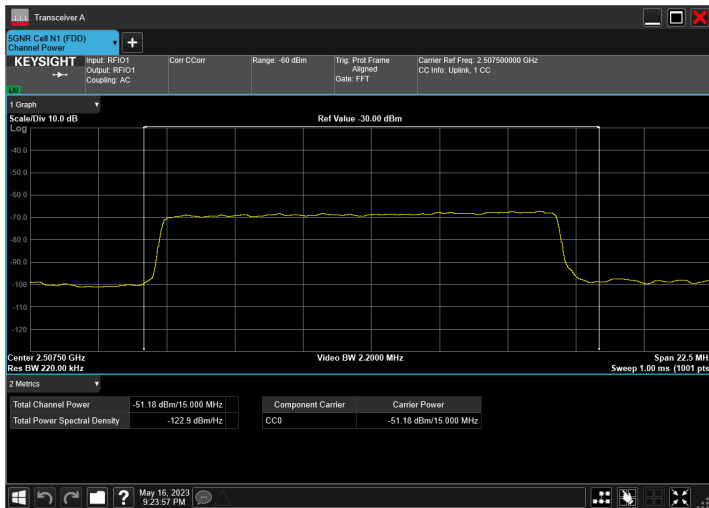 Transceiver A
5GNR Cell N1 (FDD)
Channel Power
KEYSIGHT
LXI
Input: RFIO1
Output: RFIO1
Coupling: AC
Corr CCorr
Range: -60 dBm
Trig: Prot Frame
Aligned
Gate: FFT
Carrier Ref Freq: 2.507500000 GHz
CC Info: Uplink, 1 CC
1 Graph
Scale/Div 10.0 dB
Ref Value -30.00 dBm
Log
-40.0
-50.0
-60.0
-70.0
-80.0
-90.0
-100
-110
-120
Center 2.50750 GHz
Video BW 2.2000 MHz
Span 22.5 MH
Res BW 220.00 kHz
Sweep 1.00 ms (1001 pts
2 Metrics
Total Channel Power -51.18 dBm/15.000 MHz
Total Power Spectral Density -122.9 dBm/Hz
Component Carrier Carrier Power
CC0 -51.18 dBm/15.000 MHz
?
May 16, 2023
9:23:57 PM